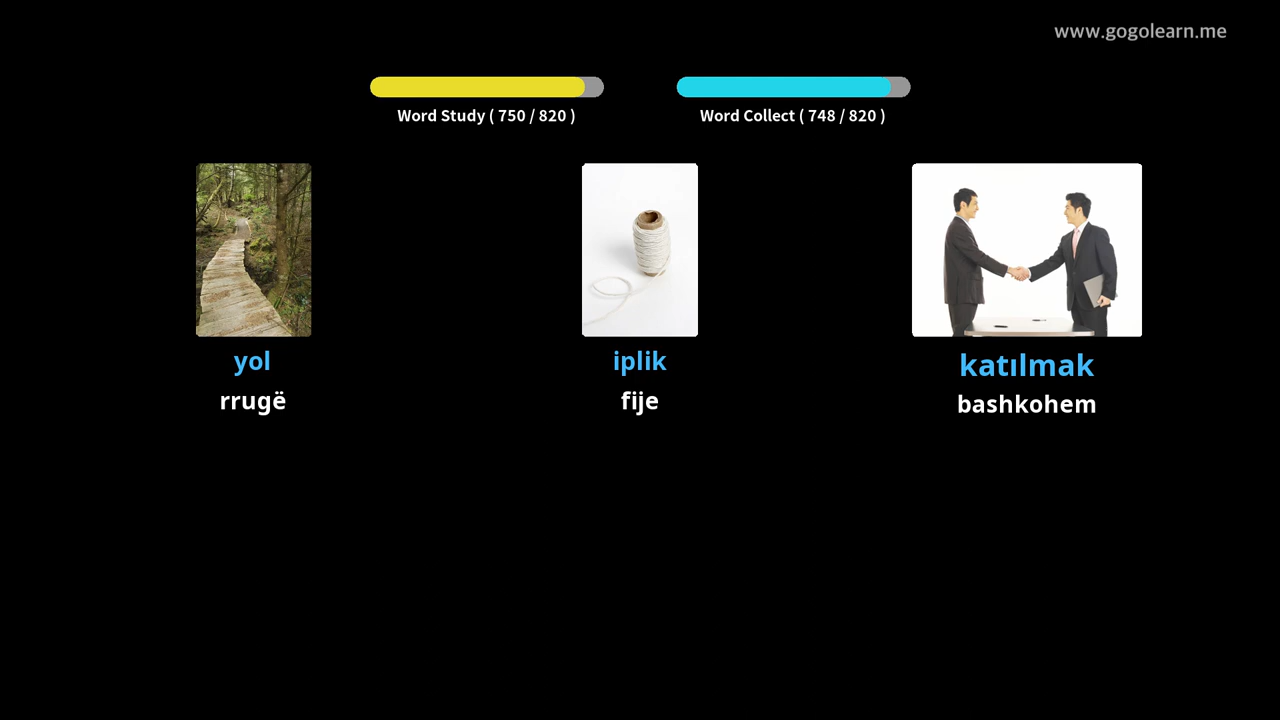 www.gogolearn.me
Word Study ( 750 / 820 )
Word Collect ( 748 / 820 )
yol
rrugë
iplik
fije
katılmak
bashkohem